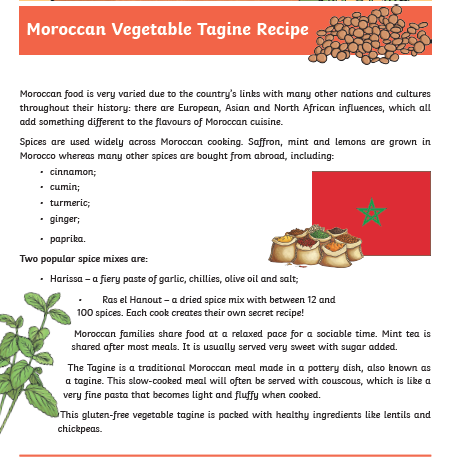 Moroccan Vegetable Tagine Recipe
Moroccan food is very varied due to the country's links with many other nations and cultures
throughout their history: there are European, Asian and North African influences, which all
add something different to the flavours of Moroccan cuisine.
Spices are used widely across Moroccan cooking. Saffron, mint and lemons are grown in
Morocco whereas many other spices are bought from abroad, including:
• cinnamon;
• cumin;
• turmeric;
• ginger;
• paprika.
Two popular spice mixes are:
• Harissa – a fiery paste of garlic, chillies, olive oil and salt;
• Ras el Hanout – a dried spice mix with between 12 and
100 spices. Each cook creates their own secret recipe!
Moroccan families share food at a relaxed pace for a sociable time. Mint tea is
shared after most meals. It is usually served very sweet with sugar added.
The Tagine is a traditional Moroccan meal made in a pottery dish, also known as
a tagine. This slow-cooked meal will often be served with couscous, which is like a
very fine pasta that becomes light and fluffy when cooked.
This gluten-free vegetable tagine is packed with healthy ingredients like lentils and
chickpeas.